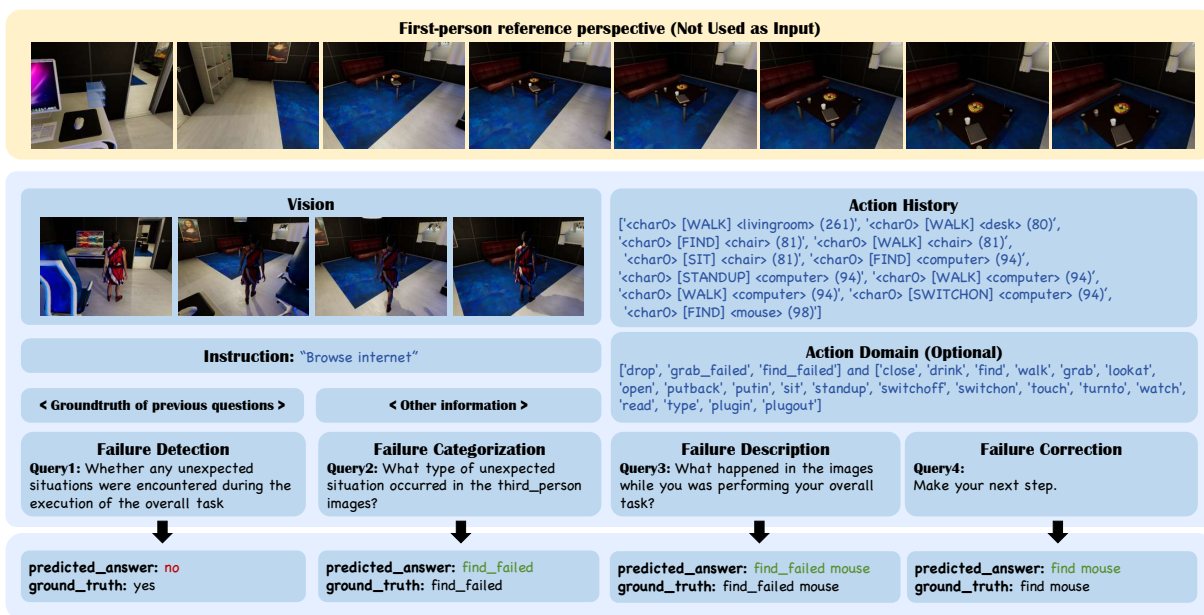 First-person reference perspective (Not Used as Input)
Vision
Instruction: “Browse internet”
Action History
['<char0> [WALK] <livingroom> (261)', '<char0> [WALK] <desk> (80)',
'<char0> [FIND] <chair> (81)', '<char0> [WALK] <chair> (81)',
'<char0> [SIT] <chair> (81)', '<char0> [FIND] <computer> (94)',
'<char0> [STANDUP] <computer> (94)', '<char0> [WALK] <computer> (94)',
'<char0> [WALK] <computer> (94)', '<char0> [SWITCHON] <computer> (94)',
'<char0> [FIND] <mouse> (98)']
Action Domain (Optional)
['drop', 'grab_failed', 'find_failed'] and ['close', 'drink', 'find', 'walk', 'grab', 'lookat',
'open', 'putback', 'putin', 'sit', 'standup', 'switchoff', 'switchon', 'touch', 'turnto', 'watch',
'read', 'type', 'plugin', 'plugout']
< Groundtruth of previous questions >
< Other information >
Failure Detection
Query1: Whether any unexpected
situations were encountered during the
execution of the overall task
Failure Categorization
Query2: What type of unexpected
situation occurred in the third_person
images?
Failure Description
Query3: What happened in the images
while you was performing your overall
task?
Failure Correction
Query4:
Make your next step.
predicted_answer: no
ground_truth: yes
predicted_answer: find_failed
ground_truth: find_failed
predicted_answer: find_failed mouse
ground_truth: find_failed mouse
predicted_answer: find mouse
ground_truth: find mouse